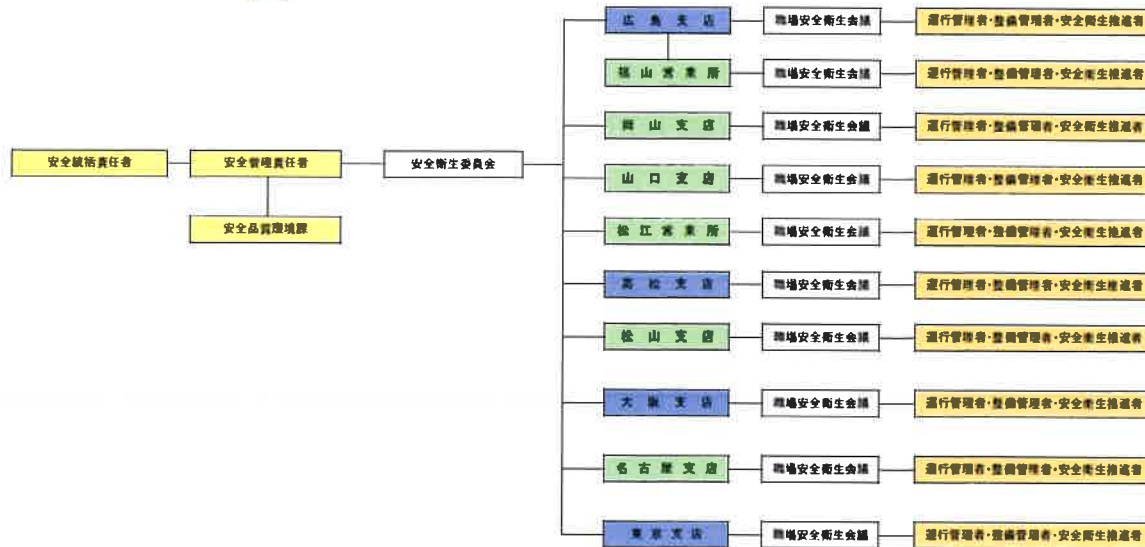 広島支店 職場安全衛生会議 運行管理者・整備管理者・安全衛生推進者
福山営業所 職場安全衛生会議 運行管理者・整備管理者・安全衛生推進者
岡山支店 職場安全衛生会議 運行管理者・整備管理者・安全衛生推進者
安全統括責任者 安全管理責任者 安全衛生委員会
山口支店 職場安全衛生会議 運行管理者・整備管理者・安全衛生推進者
安全品質環境課
松江営業所 職場安全衛生会議 運行管理者・整備管理者・安全衛生推進者
高松支店 職場安全衛生会議 運行管理者・整備管理者・安全衛生推進者
松山支店 職場安全衛生会議 運行管理者・整備管理者・安全衛生推進者
大阪支店 職場安全衛生会議 運行管理者・整備管理者・安全衛生推進者
名古屋支店 職場安全衛生会議 運行管理者・整備管理者・安全衛生推進者
東京支店 職場安全衛生会議 運行管理者・整備管理者・安全衛生推進者